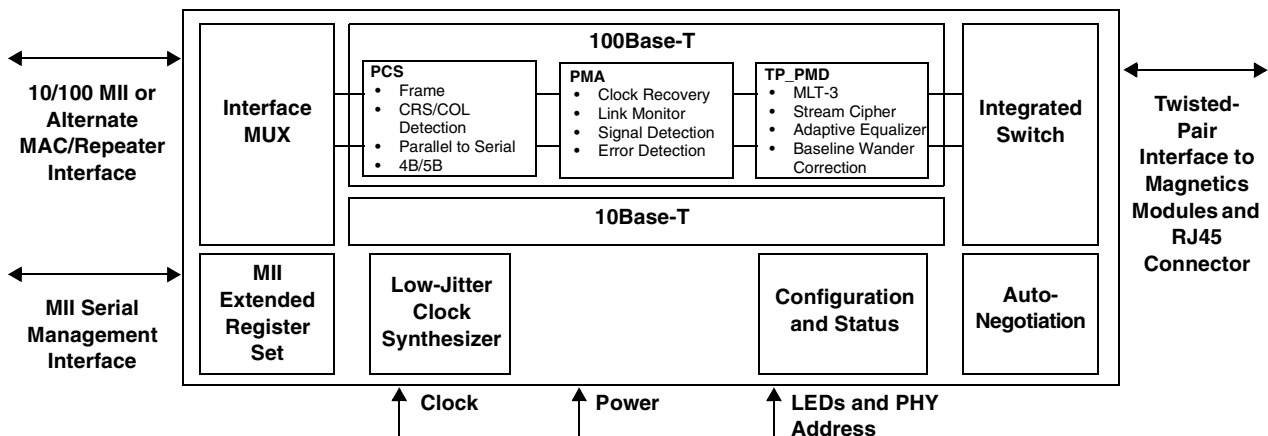 10/100 MII or
Alternate
MAC/Repeater
Interface
MII Serial
Management
Interface
Interface
MUX
100Base-T
PCS
• Frame
• CRS/COL
Detection
• Parallel to Serial
• 4B/5B
PMA
• Clock Recovery
• Link Monitor
• Signal Detection
• Error Detection
TP_PMD
• MLT-3
• Stream Cipher
• Adaptive Equalizer
• Baseline Wander
Correction
Integrated
Switch
10Base-T
MII
Extended
Register
Set
Low-Jitter
Clock
Synthesizer
Configuration
and Status
Auto-
Negotiation
Twisted-
Pair
Interface to
Magnetics
Modules and
RJ45
Connector
Clock
Power
LEDs and PHY
Address